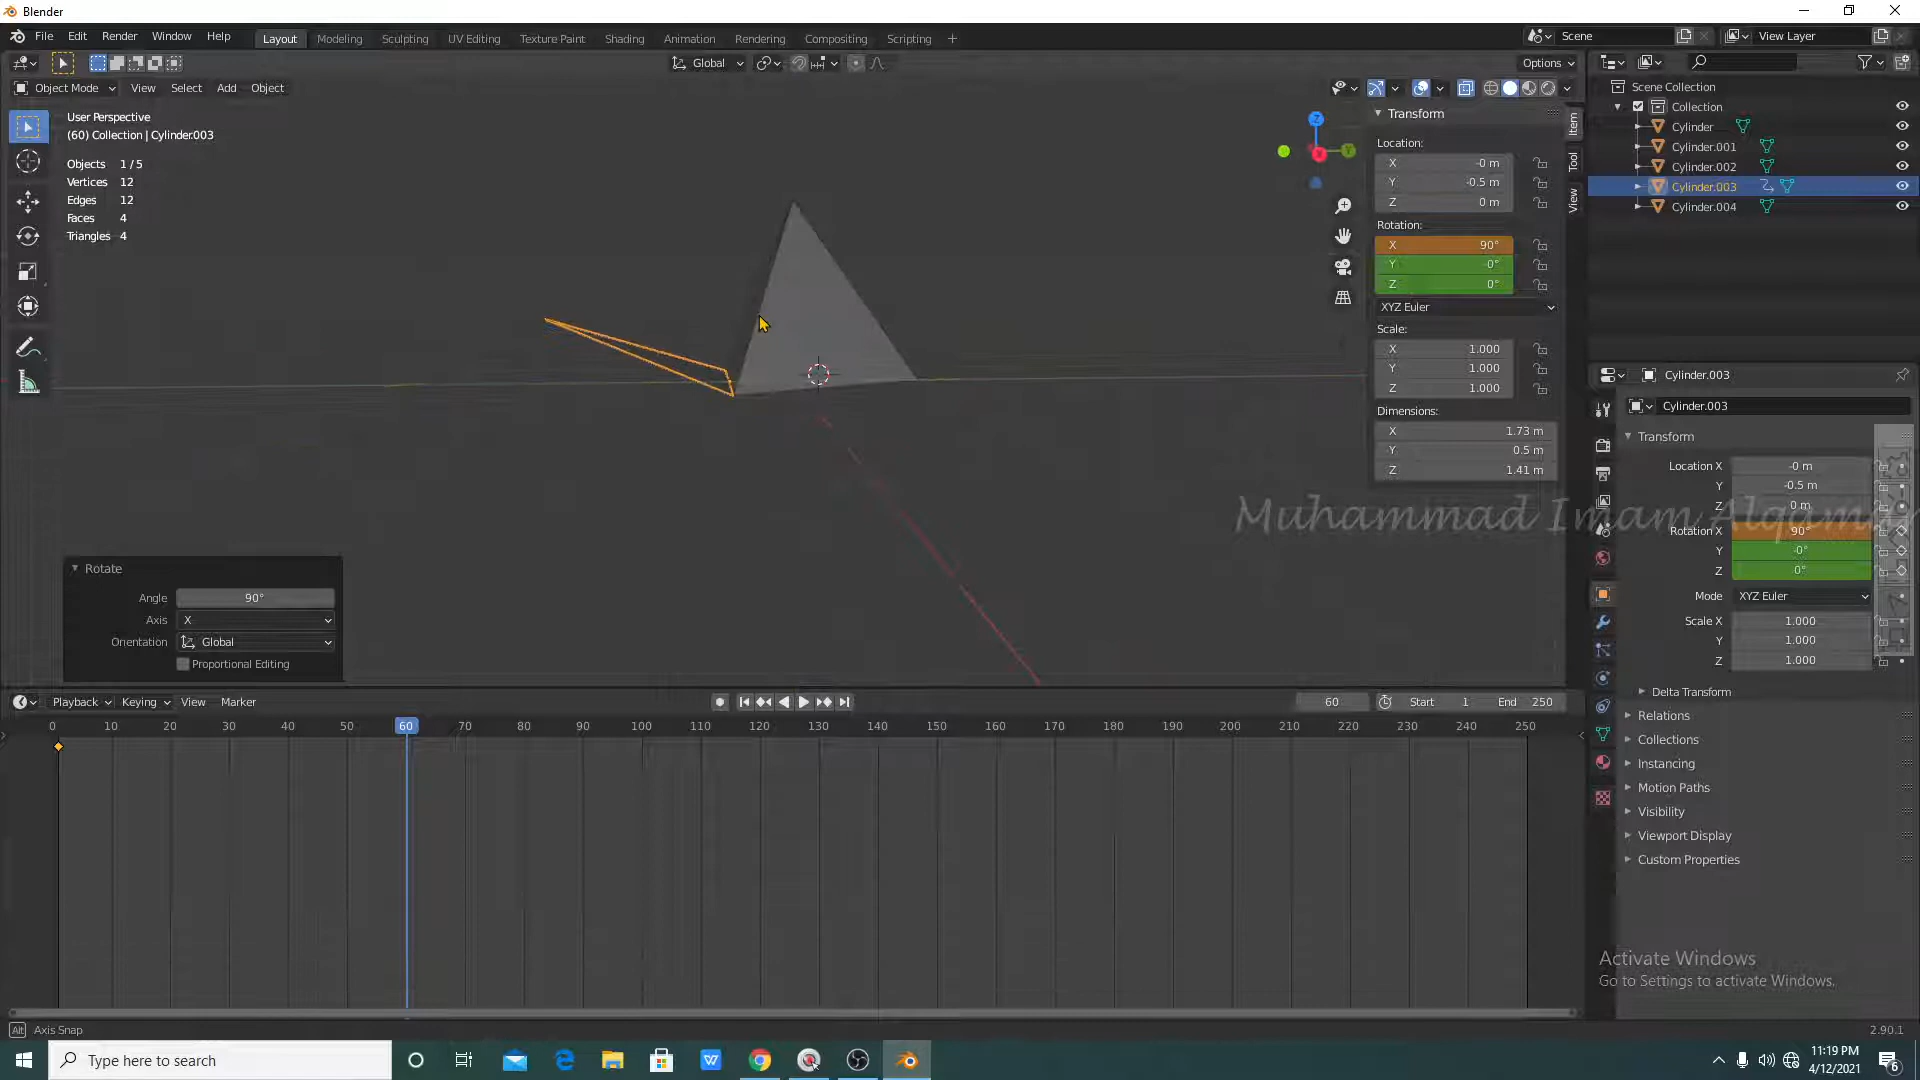 Blender
File Edit Render Window Help
Layout Modeling Sculpting UV Editing Texture Paint Shading Animation Rendering Compositing Scripting +
Scene
View Layer
Global
Options
Object Mode View Select Add Object
User Perspective
(60) Collection | Cylinder.003
Objects 1 / 5
Vertices 12
Edges 12
Faces 4
Triangles 4
Z
X
Y
Transform
Location:
X -0 m
Y -0.5 m
Z 0 m
Rotation:
X 90°
Y -0°
Z 0°
XYZ Euler
Scale:
X 1.000
Y 1.000
Z 1.000
Dimensions:
X 1.73 m
Y 0.5 m
Z 1.41 m
Item
Tool
View
Scene Collection
Collection
Cylinder
Cylinder.001
Cylinder.002
Cylinder.003
Cylinder.004
Cylinder.003
Cylinder.003
Transform
Location X -0 m
Y -0.5 m
Z 0 m
Rotation X 90°
Y -0°
Z 0°
Mode XYZ Euler
Scale X 1.000
Y 1.000
Z 1.000
Delta Transform
Relations
Collections
Instancing
Motion Paths
Visibility
Viewport Display
Custom Properties
Muhammad Imam
Rotate
Angle 90°
Axis X
Orientation Global
Proportional Editing
Playback Keying View Marker
60 Start 1 End 250
0 10 20 30 40 50 60 70 80 90 100 110 120 130 140 150 160 170 180 190 200 210 220 230 240 250
Activate Windows
Go to Settings to activate Windows.
Alt Axis Snap
2.90.1
Type here to search
11:19 PM
4/12/2021
6